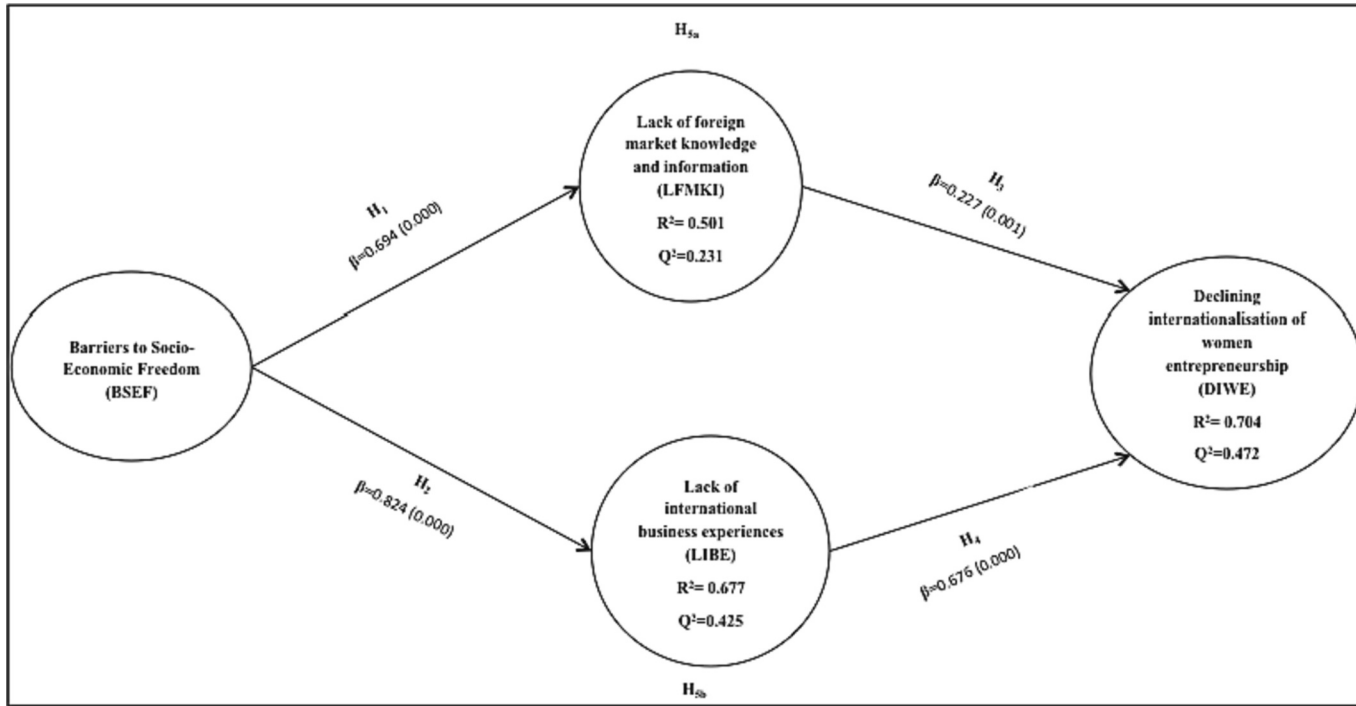 H₅ₐ
Lack of foreign
market knowledge
and information
(LFMKI)
R²= 0.501
Q²=0.231
H₁
β=0.694 (0.000)
H₃
β=0.227 (0.001)
Barriers to Socio-
Economic Freedom
(BSEF)
Declining
internationalisation of
women
entrepreneurship
(DIWE)
R²= 0.704
Q²=0.472
H₂
β=0.824 (0.000)
Lack of
international
business experiences
(LIBE)
R²= 0.677
Q²=0.425
H₄
β=0.676 (0.000)
H₅b